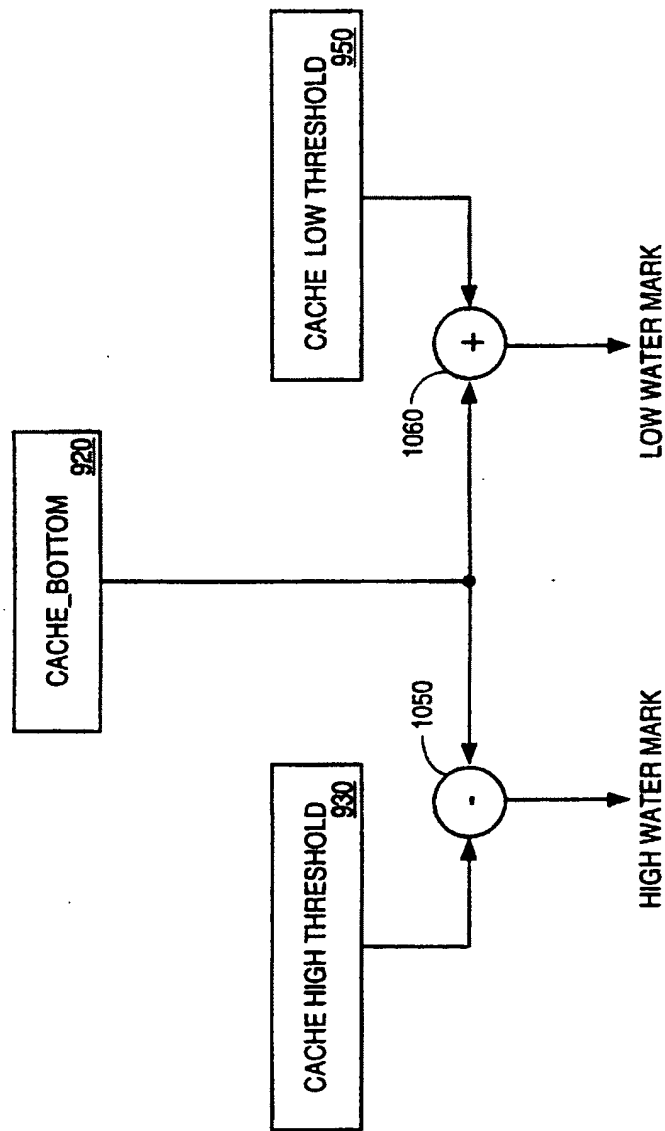 CACHE_BOTTOM
920
CACHE HIGH THRESHOLD
930
CACHE LOW THRESHOLD
950
1050
-
1060
+
HIGH WATER MARK
LOW WATER MARK